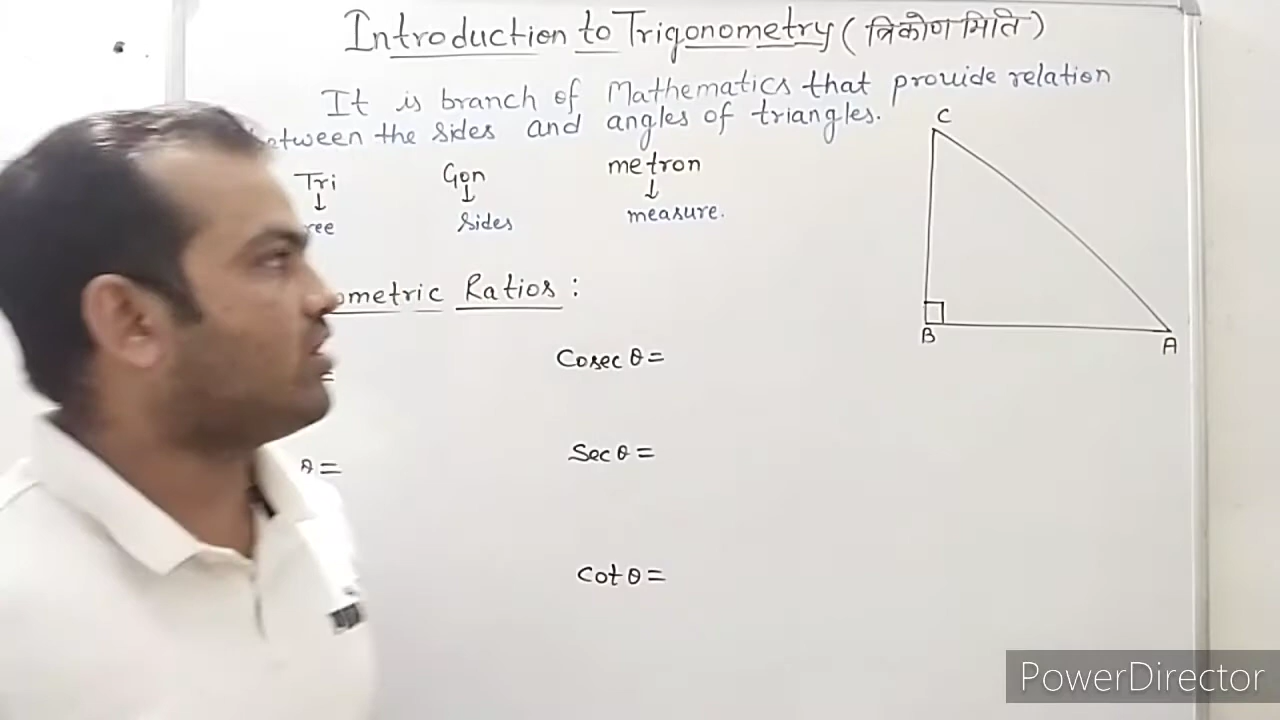 Introduction to Trigonometry (त्रिकोण मिति)
It is branch of Mathematics that provide relation
between the sides and angles of triangles.
Tri Gon metron
↓ ↓ ↓
ree sides measure.
ometric Ratios :
C
B A
Cosec θ =
=
θ = Sec θ =
Cot θ =
PowerDirector